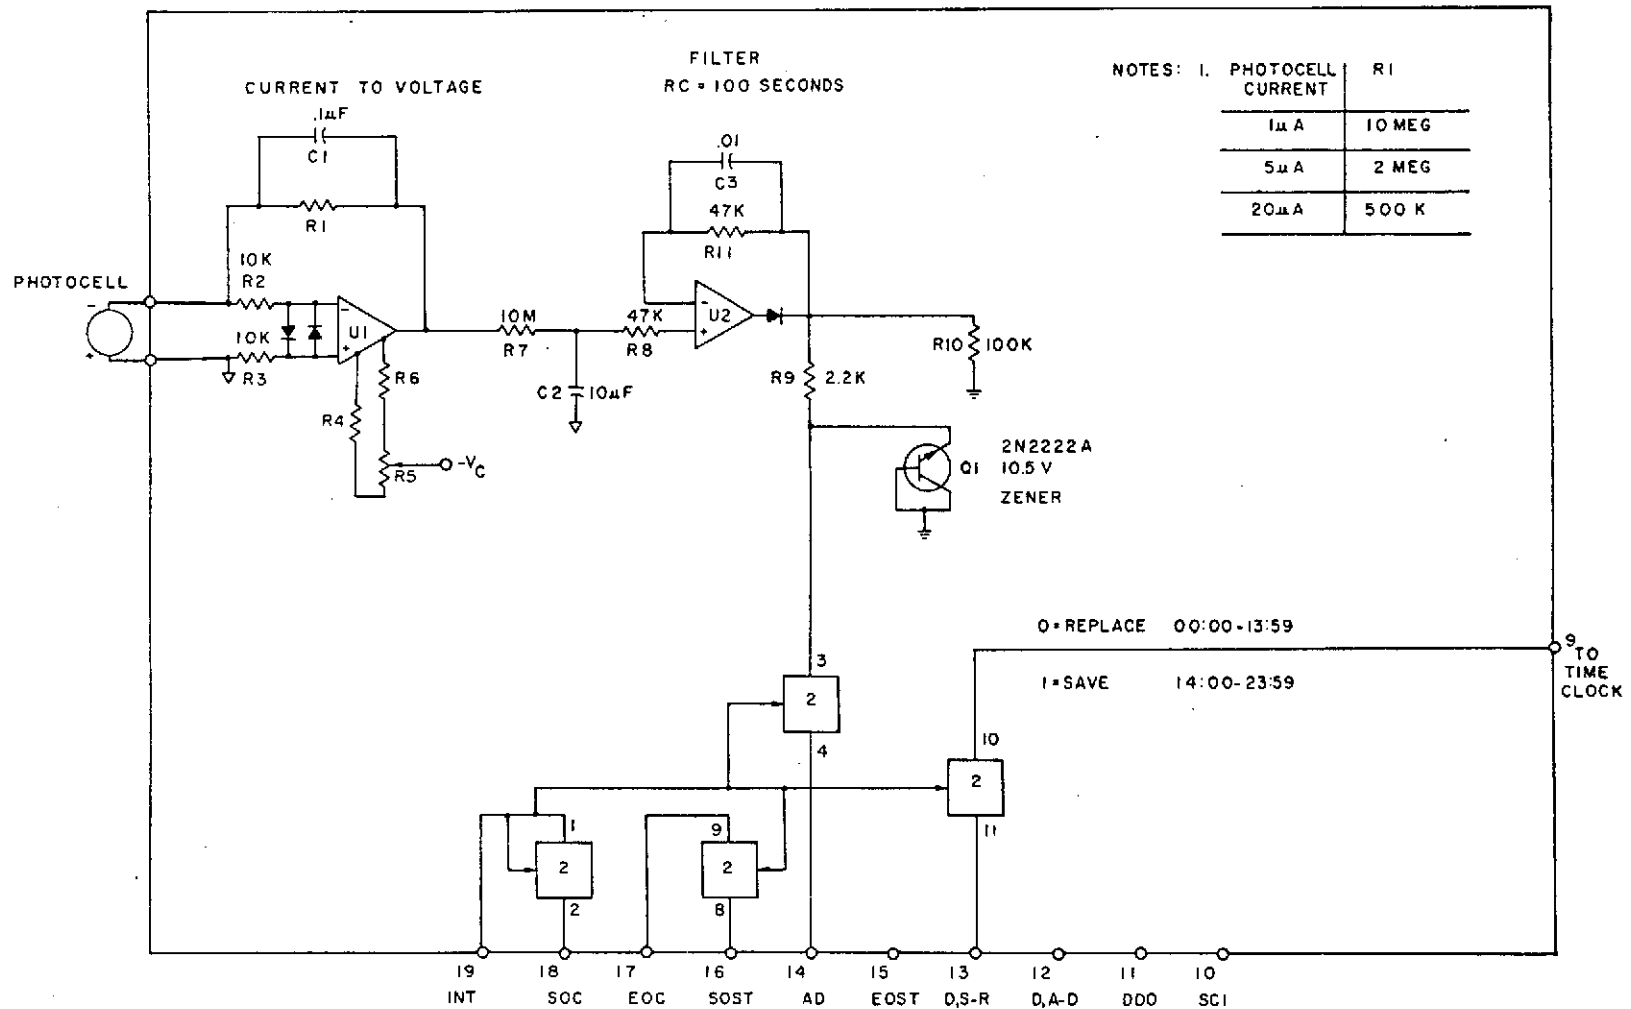 FILTER
RC = 100 SECONDS
CURRENT TO VOLTAGE
NOTES: 1. PHOTOCELL CURRENT R1
1µA 10 MEG
5µA 2 MEG
20µA 500 K
.1µF
C1
R1
.01
C3
47K
R11
PHOTOCELL
-
+
10K
R2
10K
R3
-
+
U1
R6
R4
R5
-VC
10M
R7
C2 10µF
47K
R8
-
+
U2
R10 100K
R9 2.2K
Q1
2N2222A
10.5 V
ZENER
0=REPLACE 00:00-13:59
1=SAVE 14:00-23:59
9
TO
TIME
CLOCK
3
2
4
10
2
11
1
2
2
9
2
8
19 18 17 16 14 15 13 12 11 10
INT SOC EOC SOST AD EOST D,S-R D,A-D DDO SCI